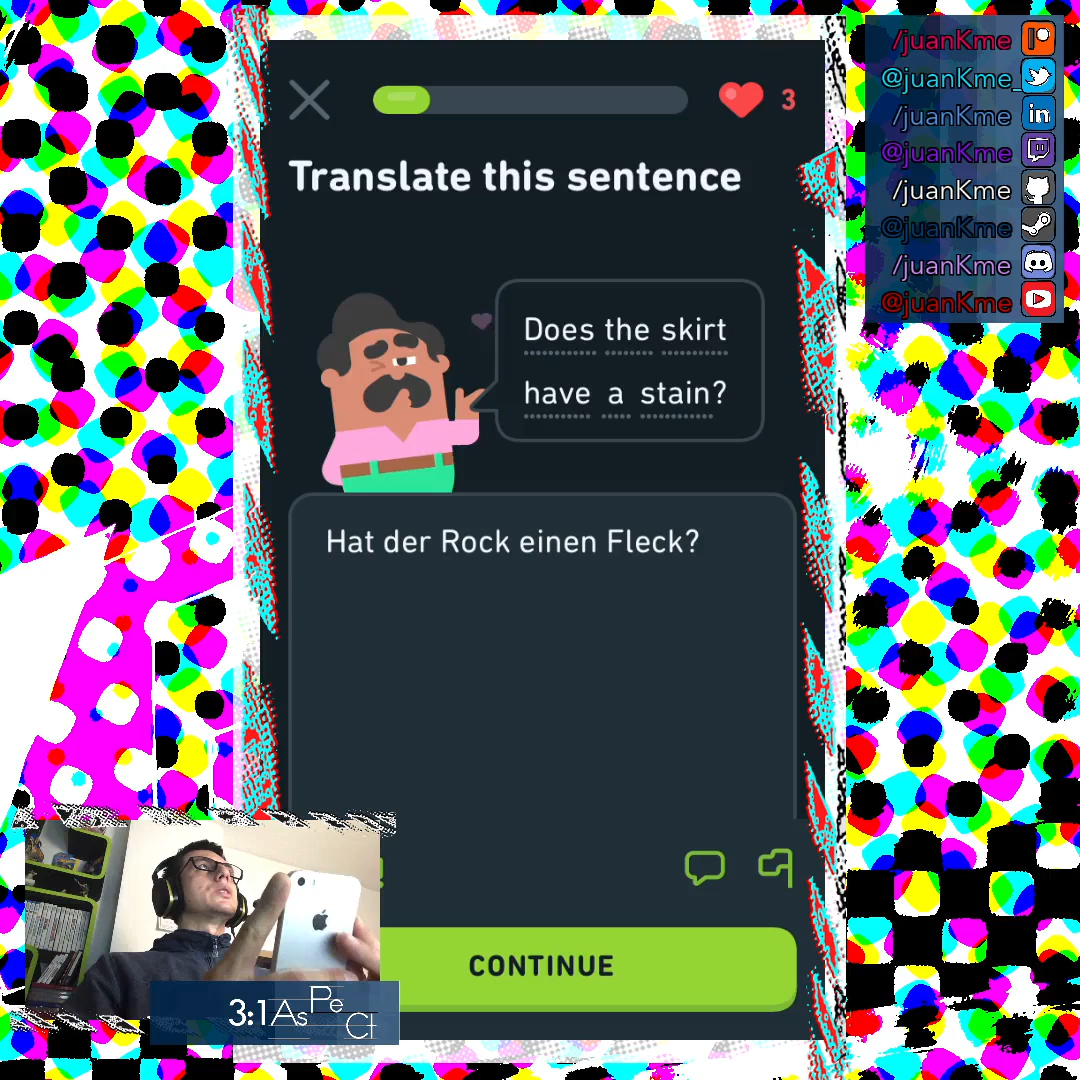 /juanKme
@juanKme_
/juanKme
@juanKme
/juanKme
@juanKme
/juanKme
@juanKme
3
Translate this sentence
Does the skirt
have a stain?
Hat der Rock einen Fleck?
CONTINUE
3:1 AsPeCt